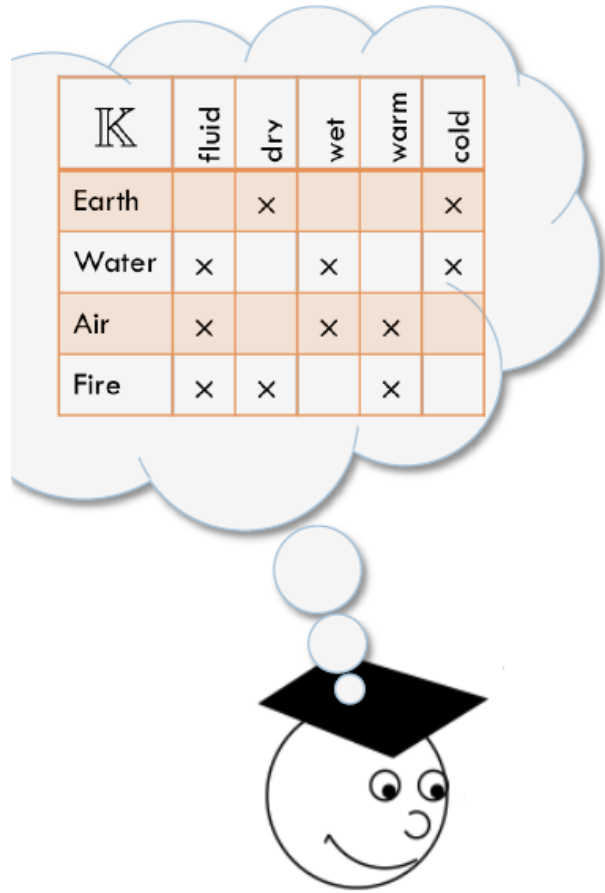 𝕂 fluid dry wet warm cold
Earth × ×
Water × × ×
Air × × ×
Fire × × ×